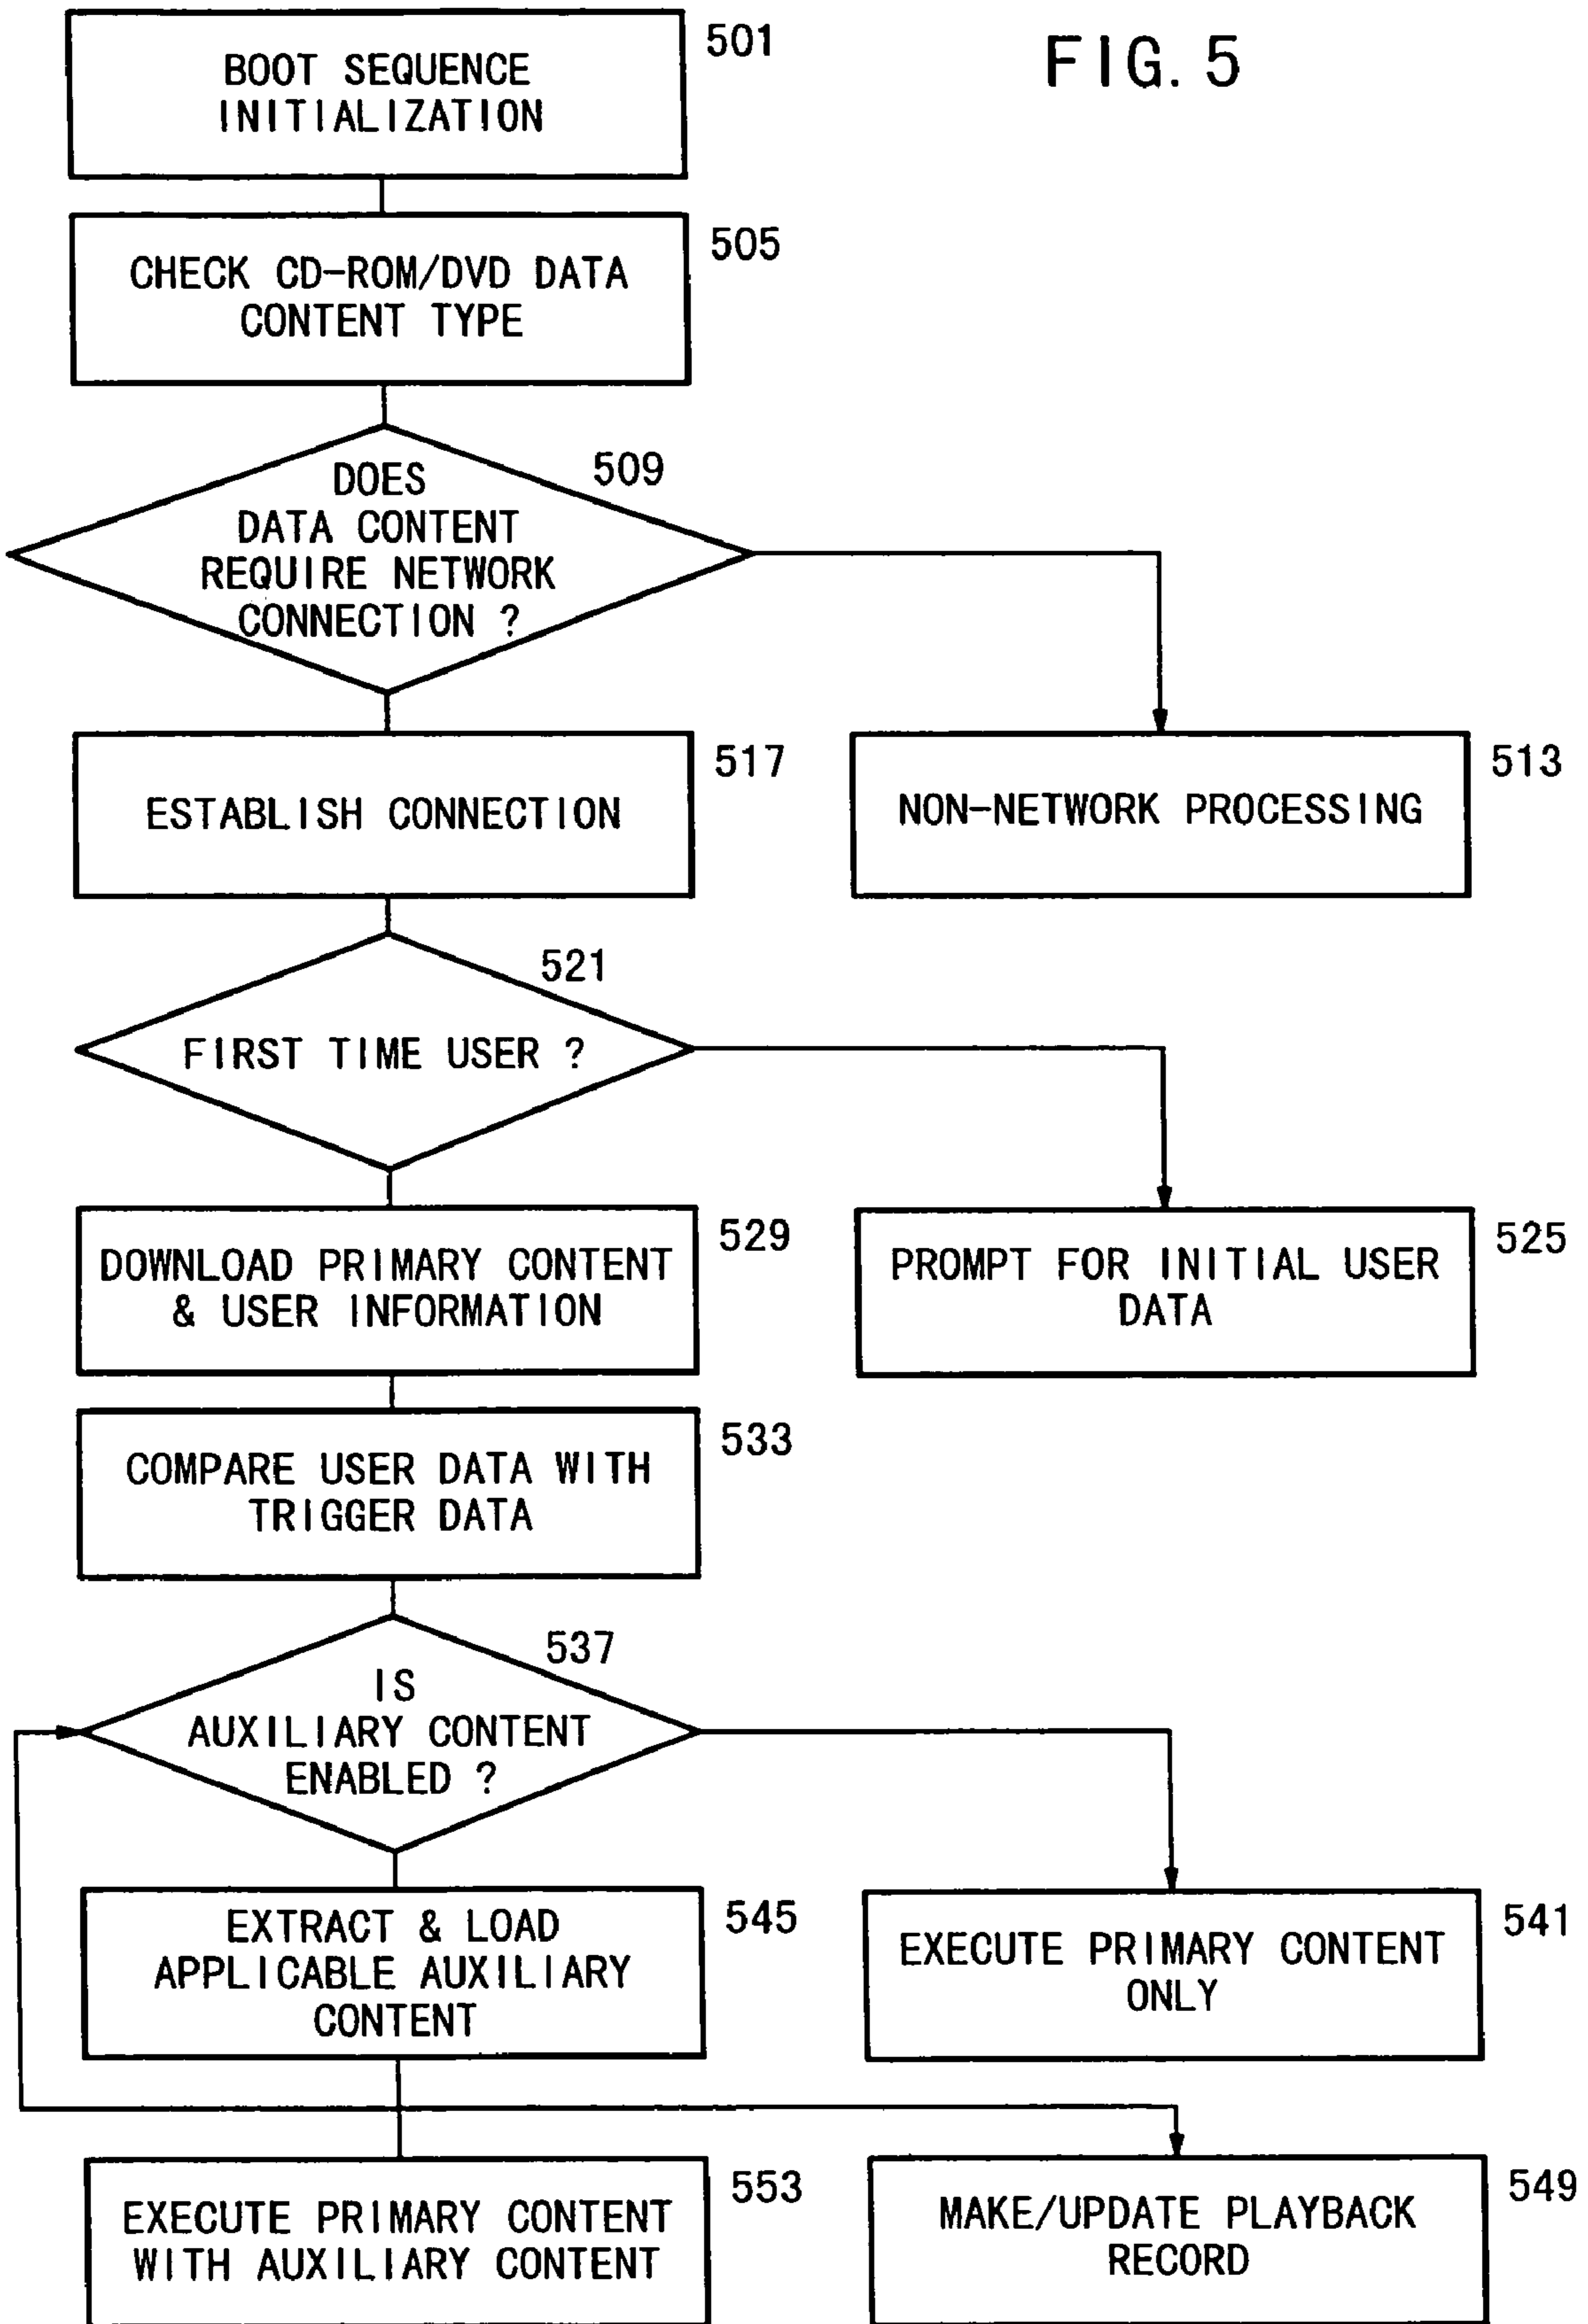 FIG. 5
BOOT SEQUENCE
INITIALIZATION
501
CHECK CD-ROM/DVD DATA
CONTENT TYPE
505
DOES
DATA CONTENT
REQUIRE NETWORK
CONNECTION ?
509
ESTABLISH CONNECTION
517
NON-NETWORK PROCESSING
513
FIRST TIME USER ?
521
DOWNLOAD PRIMARY CONTENT
& USER INFORMATION
529
PROMPT FOR INITIAL USER
DATA
525
COMPARE USER DATA WITH
TRIGGER DATA
533
IS
AUXILIARY CONTENT
ENABLED ?
537
EXTRACT & LOAD
APPLICABLE AUXILIARY
CONTENT
545
EXECUTE PRIMARY CONTENT
ONLY
541
EXECUTE PRIMARY CONTENT
WITH AUXILIARY CONTENT
553
MAKE/UPDATE PLAYBACK
RECORD
549